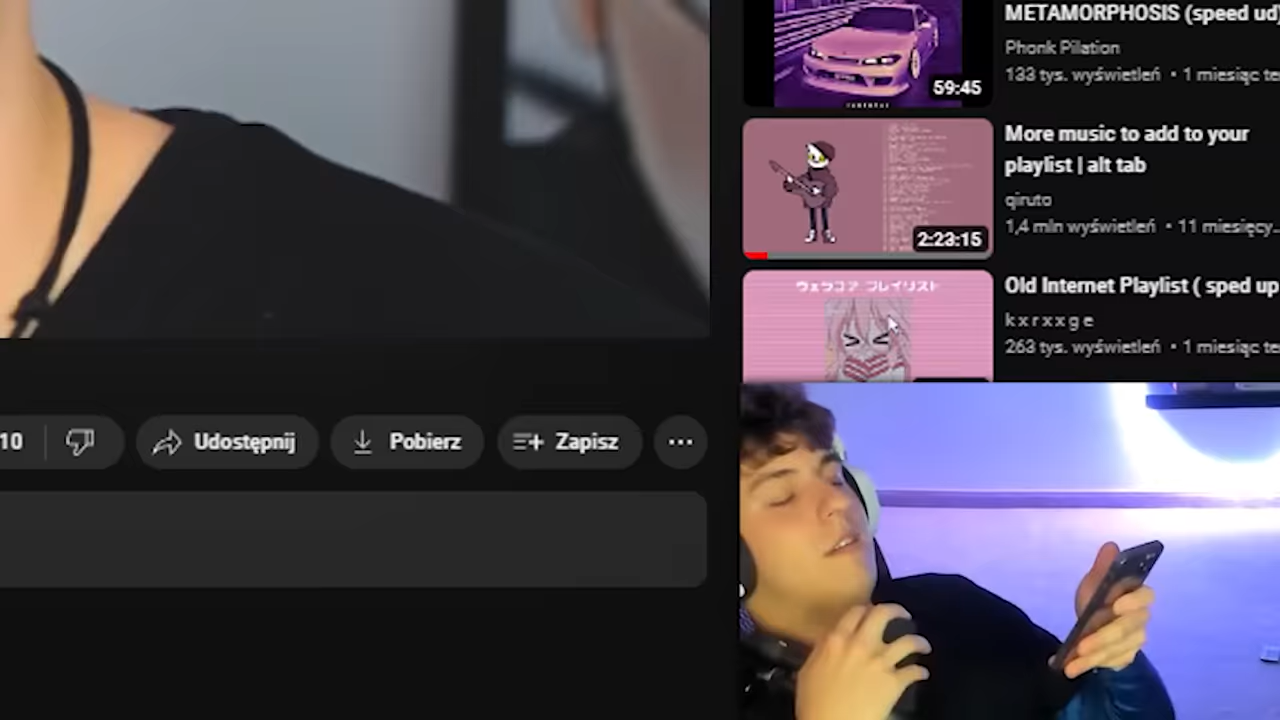 METAMORPHOSIS (speed ud)
Phonk Pilation
133 tys. wyświetleń • 1 miesiąc te
59:45
More music to add to your
playlist | alt tab
qiruto
1,4 mln wyświetleń • 11 miesięcy...
2:23:15
ウェブコア プレイリスト
Old Internet Playlist ( sped up
kxrxxge
263 tys. wyświetleń • 1 miesiąc te
10
Udostępnij
Pobierz
Zapisz